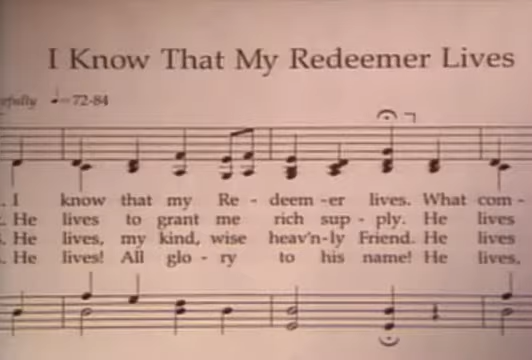 I Know That My Redeemer Lives
♩=72-84
I know that my Re - deem - er lives. What com -
He lives to grant me rich sup - ply. He lives
He lives, my kind, wise heav'n-ly Friend. He lives
He lives! All glo - ry to his name! He lives,